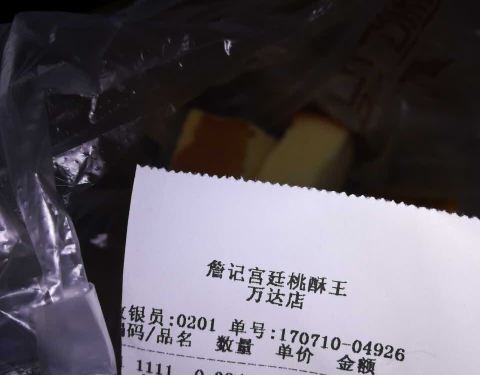 詹记宫廷桃酥王
万达店
收银员:0201 单号:170710-04926
编码/品名 数量 单价 金额
1111